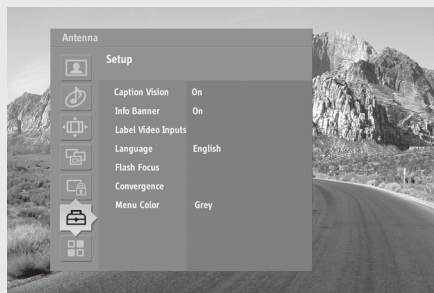 Antenna
Setup
Caption Vision On
Info Banner On
Label Video Inputs
Language English
Flash Focus
Convergence
Menu Color Grey